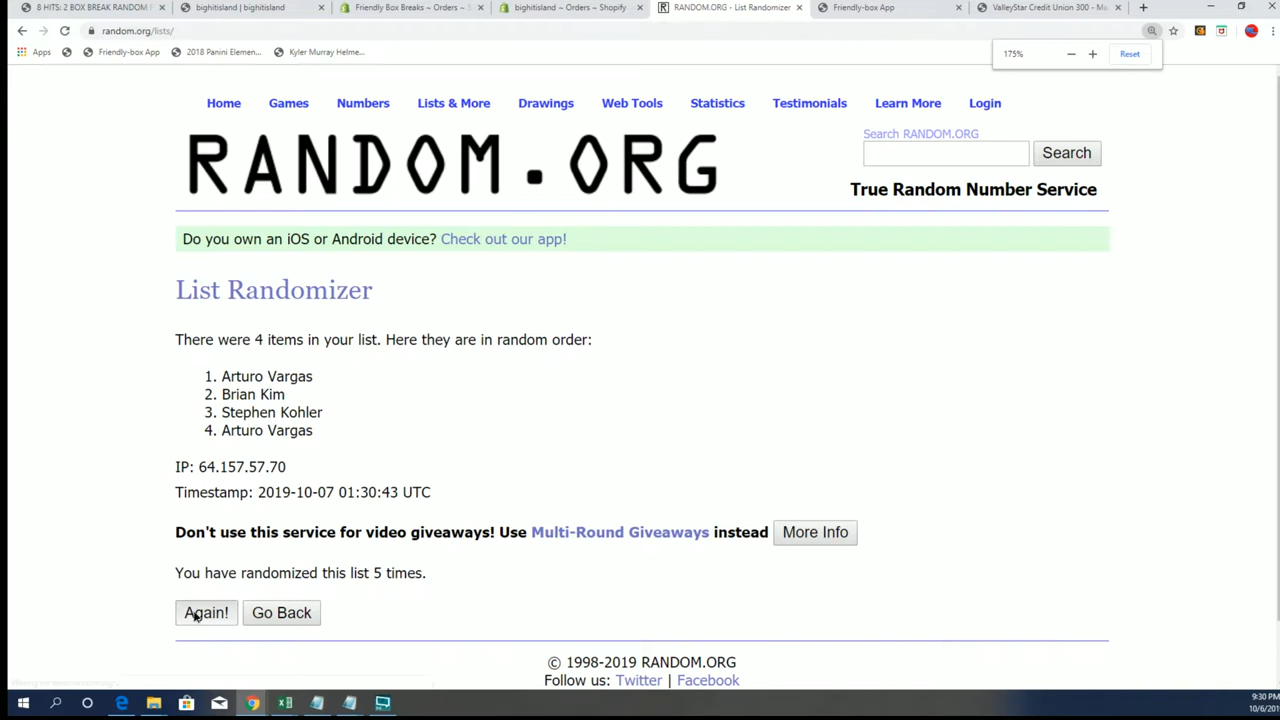 8 HITS: 2 BOX BREAK RANDOM
bighitisland | bighitisland
Friendly Box Breaks ~ Orders ~ S
bighitisland ~ Orders ~ Shopify
RANDOM.ORG - List Randomizer
Friendly-box App
ValleyStar Credit Union 300 - M
random.org/lists/
Apps
Friendly-box App
2018 Panini Elemen...
Kyler Murray Helme...
175%
Reset
Home
Games
Numbers
Lists & More
Drawings
Web Tools
Statistics
Testimonials
Learn More
Login
RANDOM.ORG
Search RANDOM.ORG
Search
True Random Number Service
Do you own an iOS or Android device? Check out our app!
List Randomizer
There were 4 items in your list. Here they are in random order:
1. Arturo Vargas
2. Brian Kim
3. Stephen Kohler
4. Arturo Vargas
IP: 64.157.57.70
Timestamp: 2019-10-07 01:30:43 UTC
Don't use this service for video giveaways! Use Multi-Round Giveaways instead
More Info
You have randomized this list 5 times.
Again!
Go Back
© 1998-2019 RANDOM.ORG
Follow us: Twitter | Facebook
9:30 PM
10/6/201